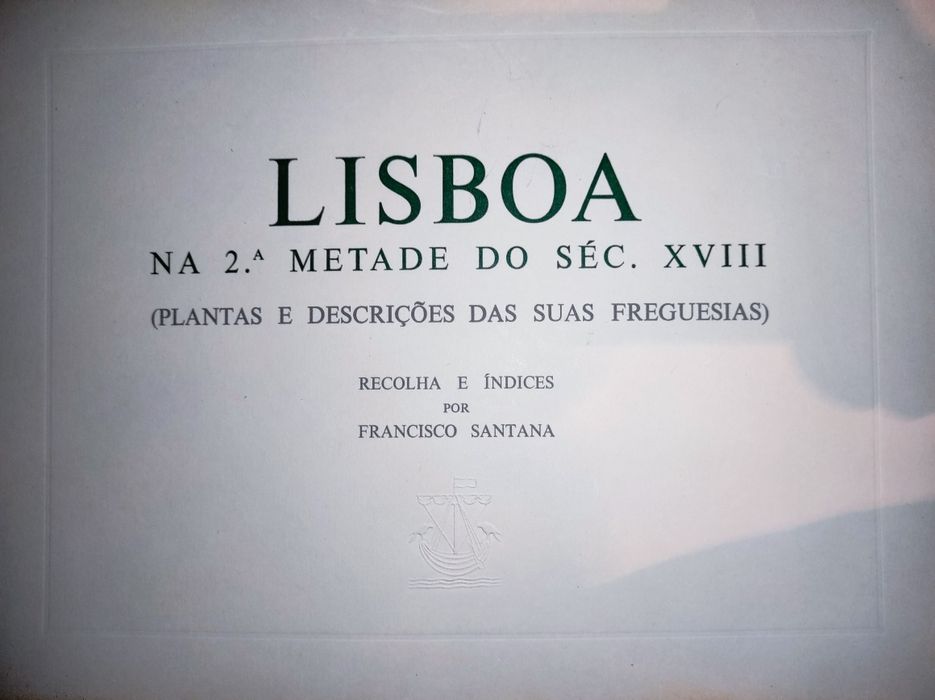 LISBOA
NA 2.ᴬ METADE DO SÉC. XVIII
(PLANTAS E DESCRIÇÕES DAS SUAS FREGUESIAS)
RECOLHA E ÍNDICES
POR
FRANCISCO SANTANA